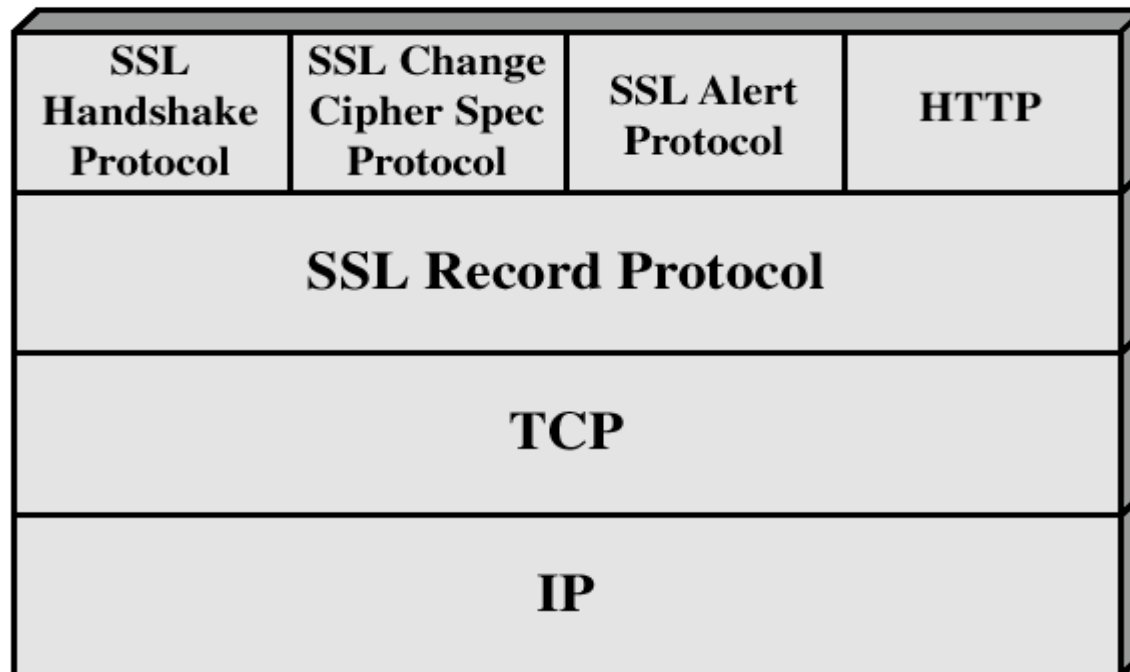 SSL
Handshake
Protocol
SSL Change
Cipher Spec
Protocol
SSL Alert
Protocol
HTTP
SSL Record Protocol
TCP
IP